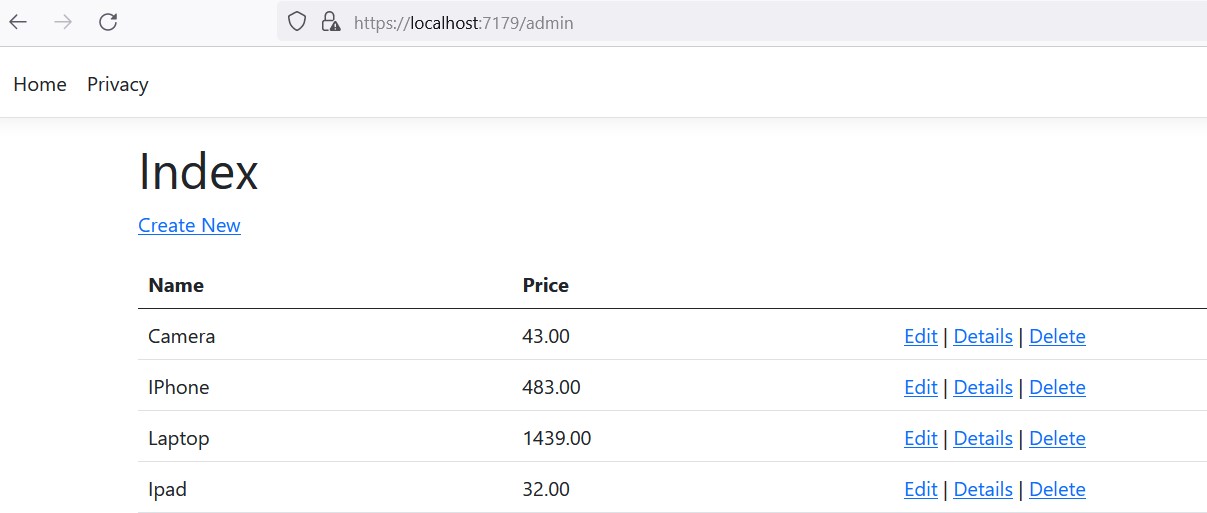 https://localhost:7179/admin
Home Privacy
Index
Create New
Name Price
Camera 43.00 Edit | Details | Delete
IPhone 483.00 Edit | Details | Delete
Laptop 1439.00 Edit | Details | Delete
Ipad 32.00 Edit | Details | Delete